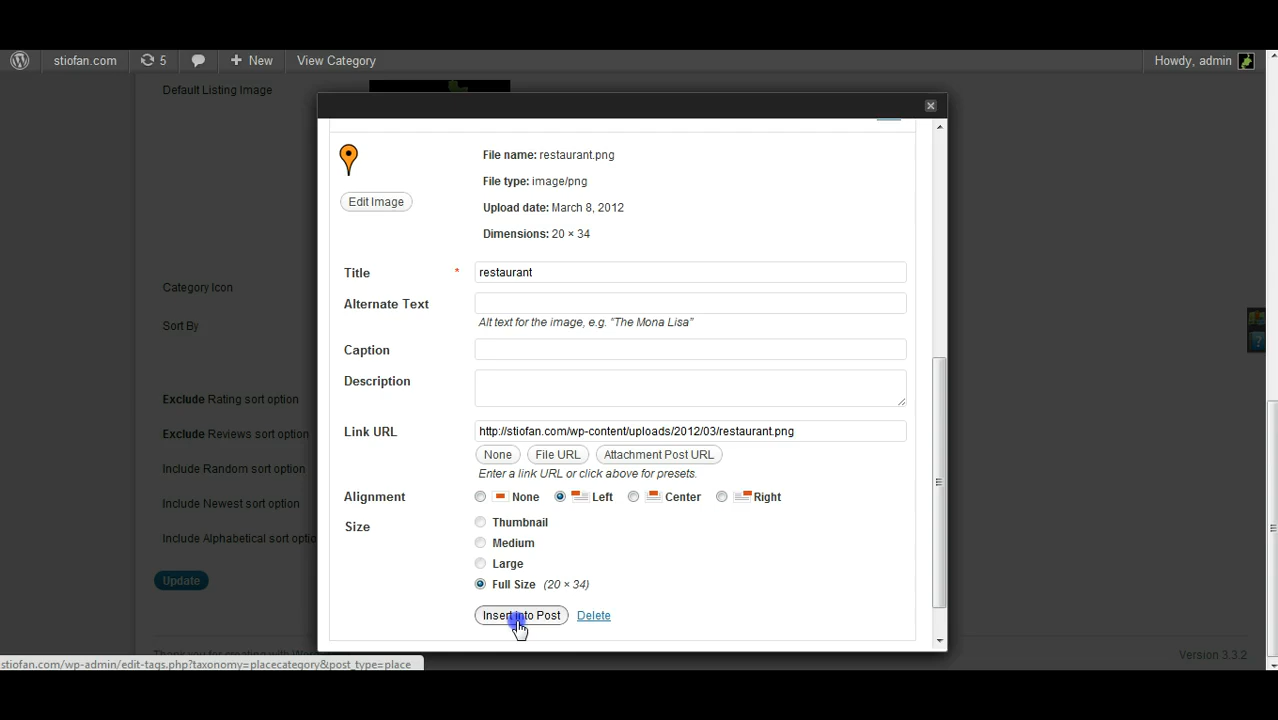 stiofan.com 5 New View Category Howdy, admin
Default Listing Image
File name: restaurant.png
File type: image/png
Edit Image
Upload date: March 8, 2012
Dimensions: 20 × 34
Title * restaurant
Category Icon
Alternate Text
Sort By
Alt text for the image, e.g. “The Mona Lisa”
Caption
Description
Exclude Rating sort option
Link URL http://stiofan.com/wp-content/uploads/2012/03/restaurant.png
Exclude Reviews sort option
None File URL Attachment Post URL
Include Random sort option
Enter a link URL or click above for presets.
Alignment None Left Center Right
Include Newest sort option
Size Thumbnail
Include Alphabetical sort optio
Medium
Large
Update
Full Size (20 × 34)
Insert into Post Delete
Thank you for creating with Wor
Version 3.3.2
stiofan.com/wp-admin/edit-tags.php?taxonomy=placecategory&post_type=place